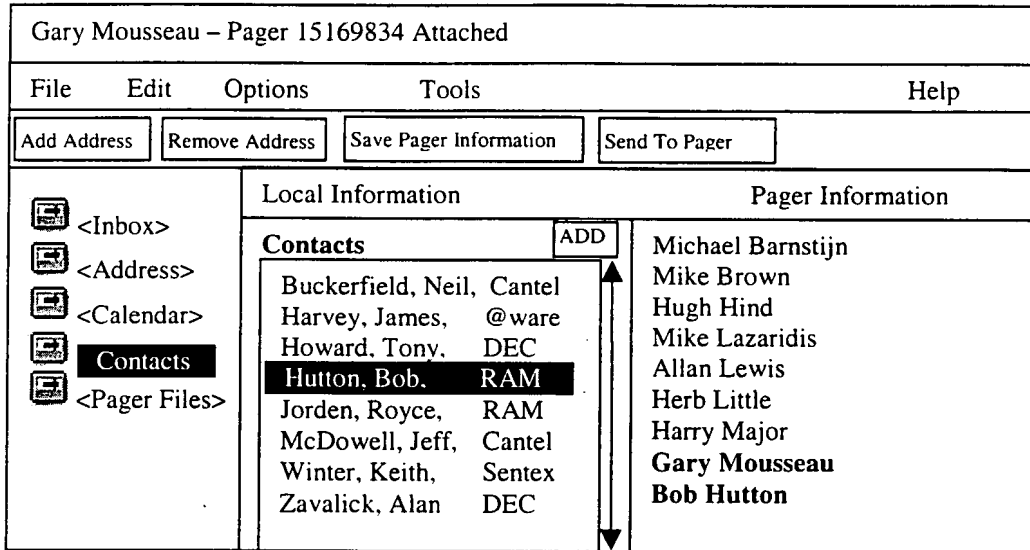 Gary Mousseau – Pager 15169834 Attached
File Edit Options Tools Help
Add Address Remove Address Save Pager Information Send To Pager
Local Information Pager Information
<Inbox>
<Address>
<Calendar>
Contacts
<Pager Files>
Contacts ADD
Buckerfield, Neil, Cantel
Harvey, James, @ware
Howard, Tony, DEC
Hutton, Bob, RAM
Jorden, Royce, RAM
McDowell, Jeff, Cantel
Winter, Keith, Sentex
Zavalick, Alan DEC
Michael Barnstijn
Mike Brown
Hugh Hind
Mike Lazaridis
Allan Lewis
Herb Little
Harry Major
Gary Mousseau
Bob Hutton